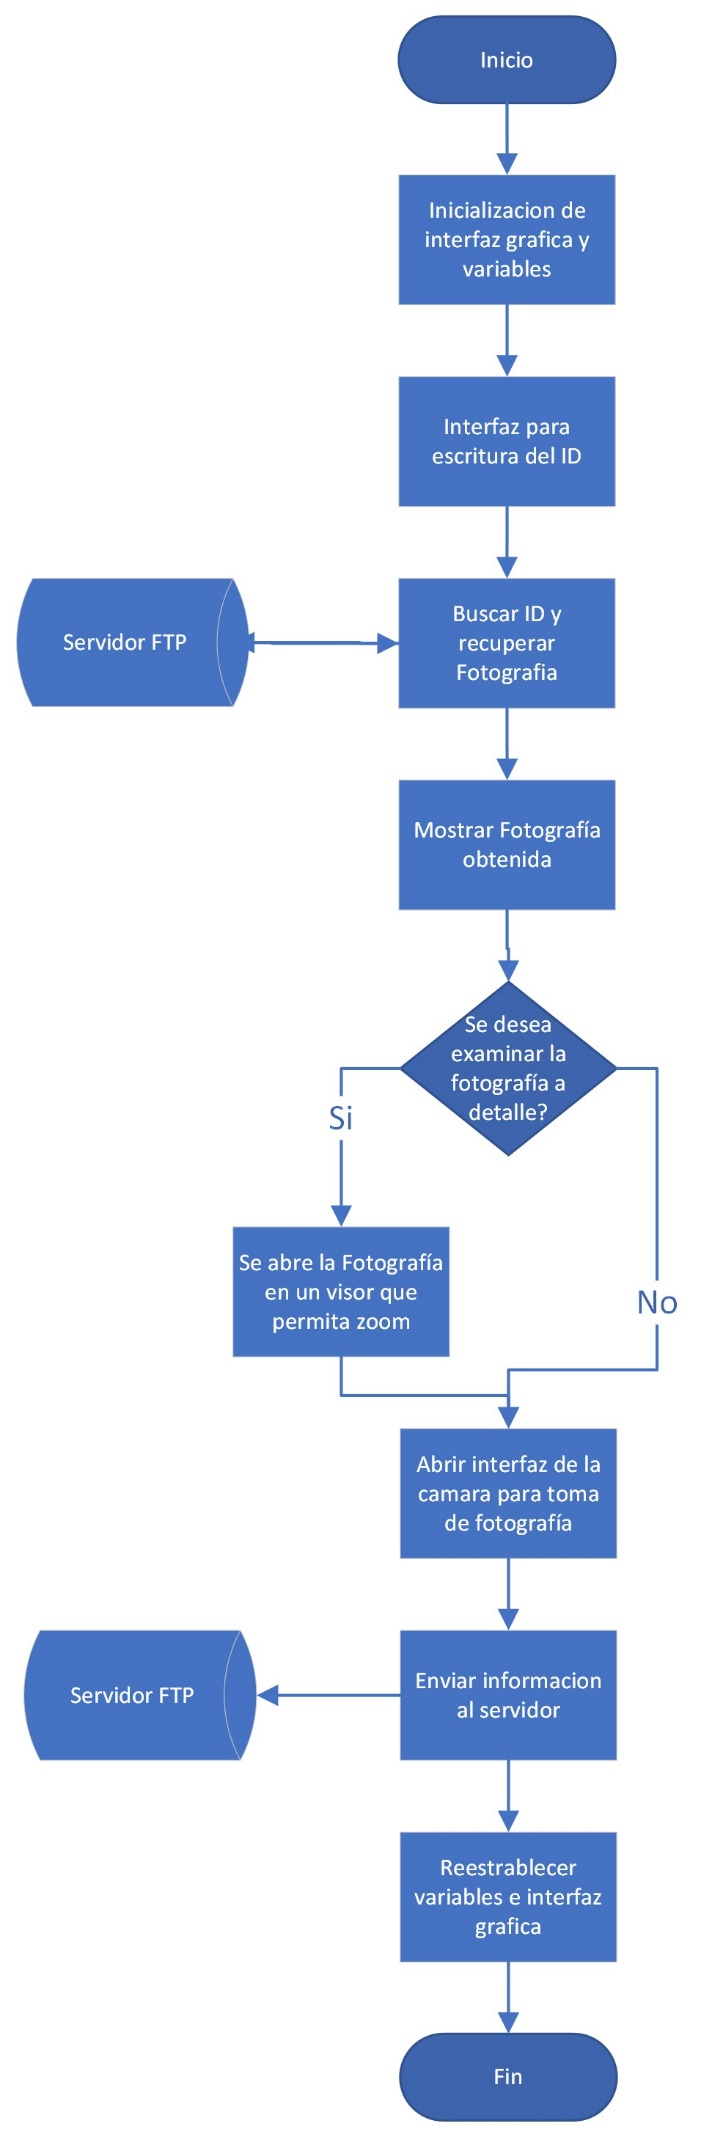 Inicio
Inicializacion de
interfaz grafica y
variables
Interfaz para
escritura del ID
Servidor FTP
Buscar ID y
recuperar
Fotografia
Mostrar Fotografía
obtenida
Se desea
examinar la
fotografía a
detalle?
Si
Se abre la Fotografía
en un visor que
permita zoom
No
Abrir interfaz de la
camara para toma
de fotografía
Servidor FTP
Enviar informacion
al servidor
Reestrablecer
variables e interfaz
grafica
Fin